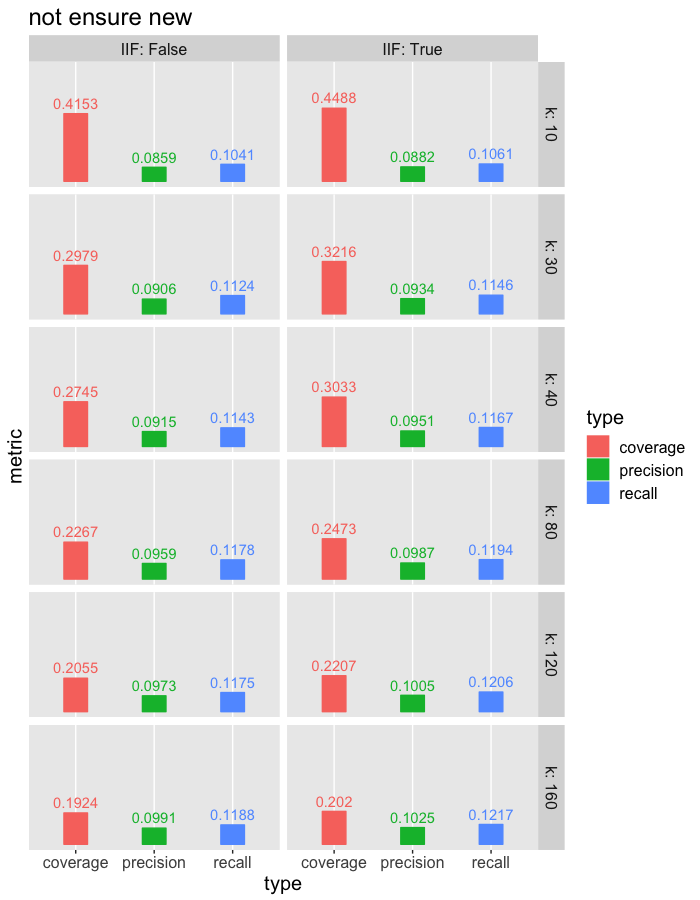 not ensure new
IIF: False
IIF: True
0.4153
0.0859
0.1041
0.4488
0.0882
0.1061
k: 10
0.2979
0.0906
0.1124
0.3216
0.0934
0.1146
k: 30
0.2745
0.0915
0.1143
0.3033
0.0951
0.1167
k: 40
0.2267
0.0959
0.1178
0.2473
0.0987
0.1194
k: 80
0.2055
0.0973
0.1175
0.2207
0.1005
0.1206
k: 120
0.1924
0.0991
0.1188
0.202
0.1025
0.1217
k: 160
coverage precision recall
coverage precision recall
type
metric
type
coverage
precision
recall